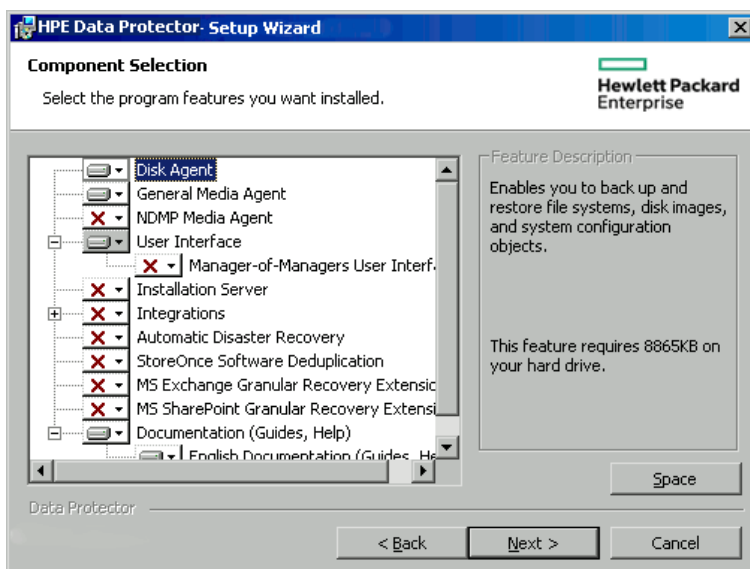 HPE Data Protector- Setup Wizard
Component Selection
Select the program features you want installed.
Hewlett Packard
Enterprise
Disk Agent
General Media Agent
NDMP Media Agent
User Interface
Manager-of-Managers User Interf
Installation Server
Integrations
Automatic Disaster Recovery
StoreOnce Software Deduplication
MS Exchange Granular Recovery Extensic
MS SharePoint Granular Recovery Extensi
Documentation (Guides, Help)
English Documentation (Guides, He
Feature Description
Enables you to back up and
restore file systems, disk images,
and system configuration
objects.
This feature requires 8865KB on
your hard drive.
Space
Data Protector
< Back
Next >
Cancel